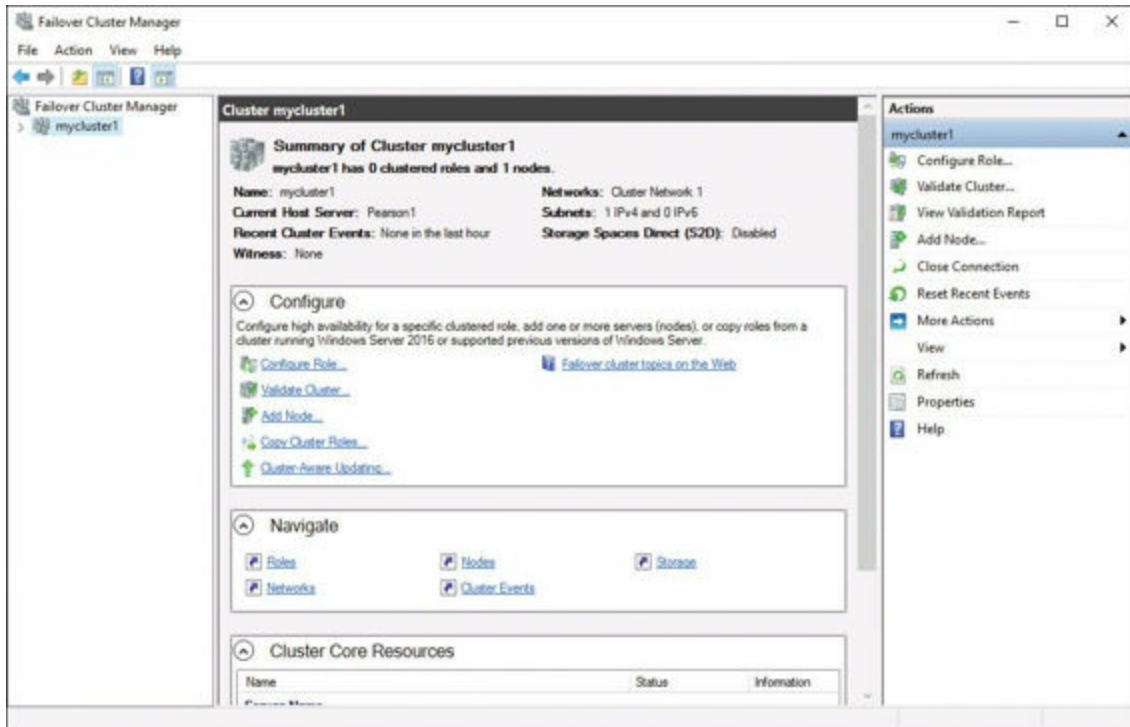 Failover Cluster Manager
File Action View Help
Failover Cluster Manager
mycluster1
Cluster mycluster1
Summary of Cluster mycluster1
mycluster1 has 0 clustered roles and 1 nodes.
Name: mycluster1
Networks: Cluster Network 1
Current Host Server: Pearson1
Subnets: 1 IPv4 and 0 IPv6
Recent Cluster Events: None in the last hour
Storage Spaces Direct (S2D): Disabled
Witness: None
Configure
Configure high availability for a specific clustered role, add one or more servers (nodes), or copy roles from a
cluster running Windows Server 2016 or supported previous versions of Windows Server.
Configure Role...
Failover cluster topics on the Web
Validate Cluster...
Add Node...
Copy Cluster Roles...
Cluster-Aware Updating...
Navigate
Roles
Nodes
Storage
Networks
Cluster Events
Cluster Core Resources
Name Status Information
Actions
mycluster1
Configure Role...
Validate Cluster...
View Validation Report
Add Node...
Close Connection
Reset Recent Events
More Actions
View
Refresh
Properties
Help